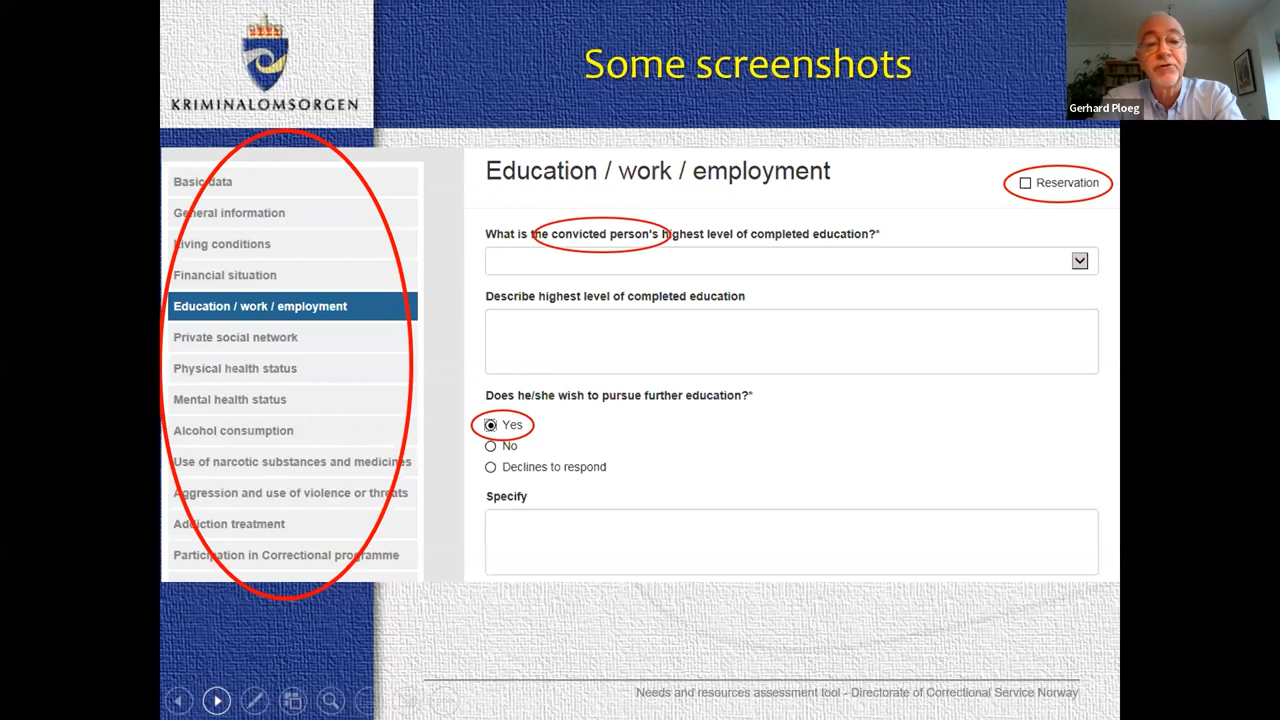 KRIMINALOMSORGEN
Some screenshots
Gerhard Ploeg
Basic data
General information
Living conditions
Financial situation
Education / work / employment
Private social network
Physical health status
Mental health status
Alcohol consumption
Use of narcotic substances and medicines
Aggression and use of violence or threats
Addiction treatment
Participation in Correctional programme
Education / work / employment
Reservation
What is the convicted person's highest level of completed education?*
Describe highest level of completed education
Does he/she wish to pursue further education?*
Yes
No
Declines to respond
Specify
Needs and resources assessment tool - Directorate of Correctional Service Norway